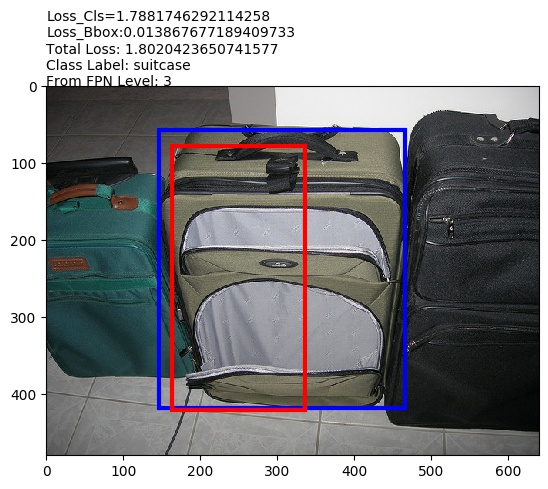 Loss_Cls=1.7881746292114258
Loss_Bbox:0.013867677189409733
Total Loss: 1.8020423650741577
Class Label: suitcase
From FPN Level: 3
0
100
200
300
400
0 100 200 300 400 500 600